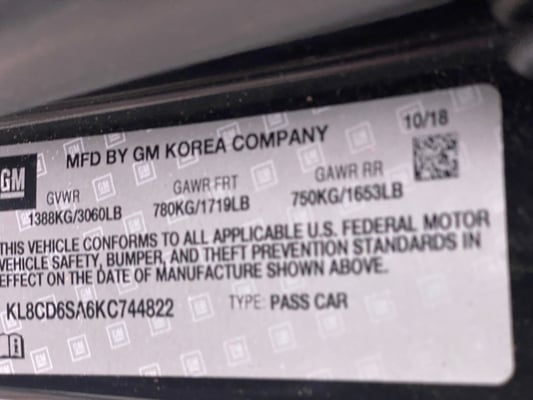 MFD BY GM KOREA COMPANY
10/18
GM
GVWR
GAWR FRT
GAWR RR
1388KG/3060LB
780KG/1719LB
750KG/1653LB
THIS VEHICLE CONFORMS TO ALL APPLICABLE U.S. FEDERAL MOTOR
VEHICLE SAFETY, BUMPER, AND THEFT PREVENTION STANDARDS IN
EFFECT ON THE DATE OF MANUFACTURE SHOWN ABOVE.
KL8CD6SA6KC744822
TYPE: PASS CAR